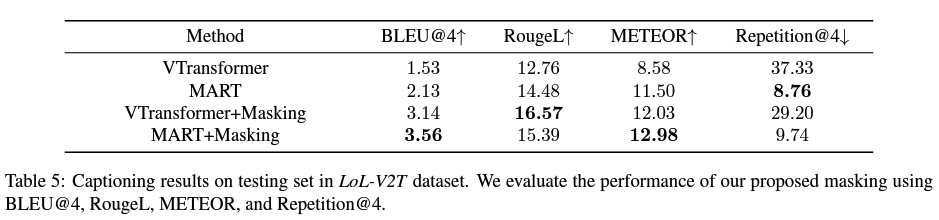 Method BLEU@4↑ RougeL↑ METEOR↑ Repetition@4↓
VTransformer 1.53 12.76 8.58 37.33
MART 2.13 14.48 11.50 8.76
VTransformer+Masking 3.14 16.57 12.03 29.20
MART+Masking 3.56 15.39 12.98 9.74
Table 5: Captioning results on testing set in LoL-V2T dataset. We evaluate the performance of our proposed masking using
BLEU@4, RougeL, METEOR, and Repetition@4.